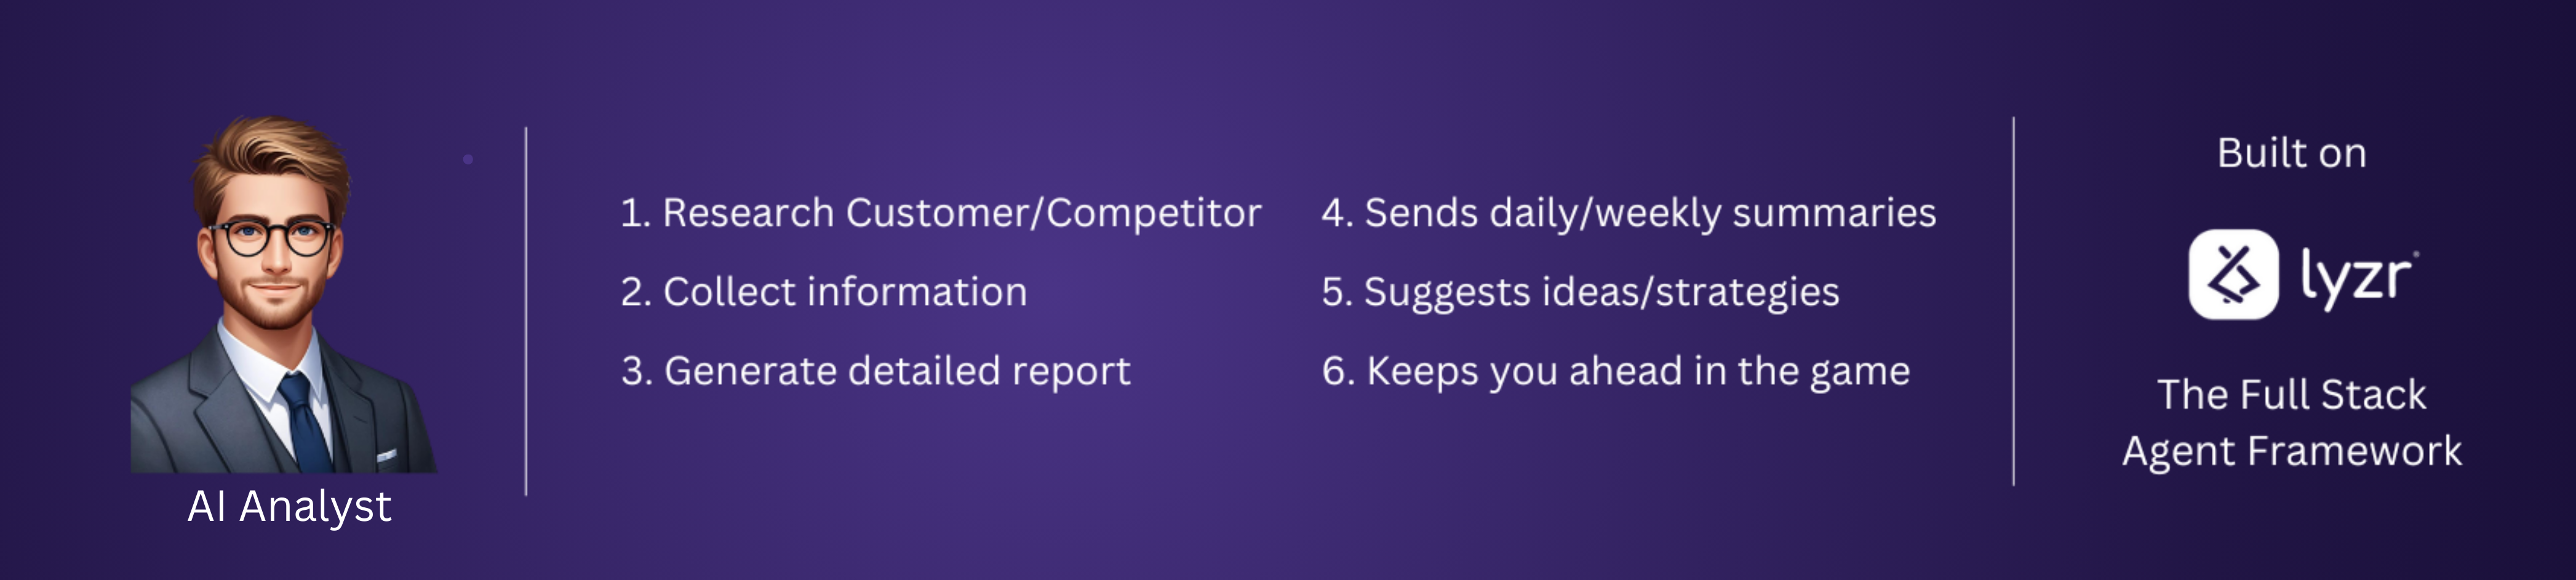 AI Analyst
1. Research Customer/Competitor
2. Collect information
3. Generate detailed report
4. Sends daily/weekly summaries
5. Suggests ideas/strategies
6. Keeps you ahead in the game
Built on
lyzr
The Full Stack
Agent Framework